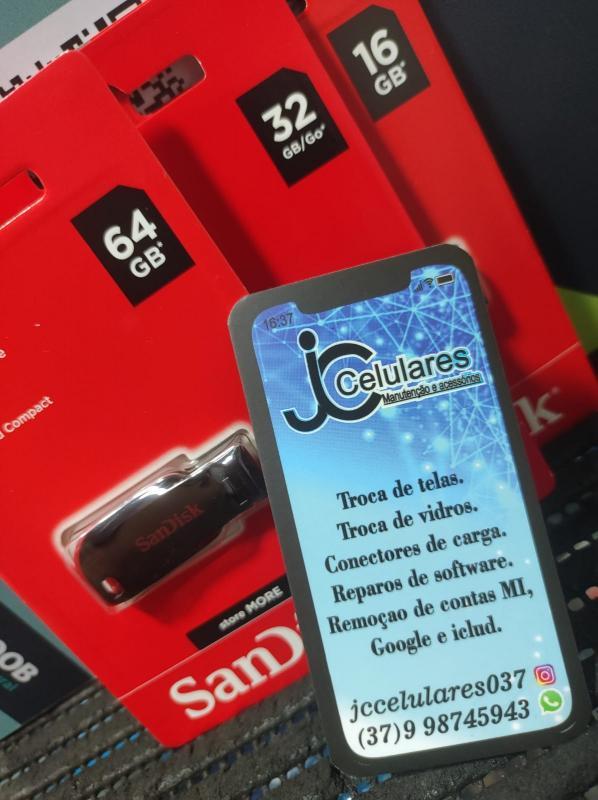 16
GB*
32
GB/Go*
64
GB*
d Compact
SanDisk
store MORE
SanD
k
16:37
jc Celulares
Manutenção e acessórios
Troca de telas.
Troca de vidros.
Conectores de carga.
Reparos de software.
Remoçao de contas MI,
Google e iclud.
jccelulares037
(37)9 98745943